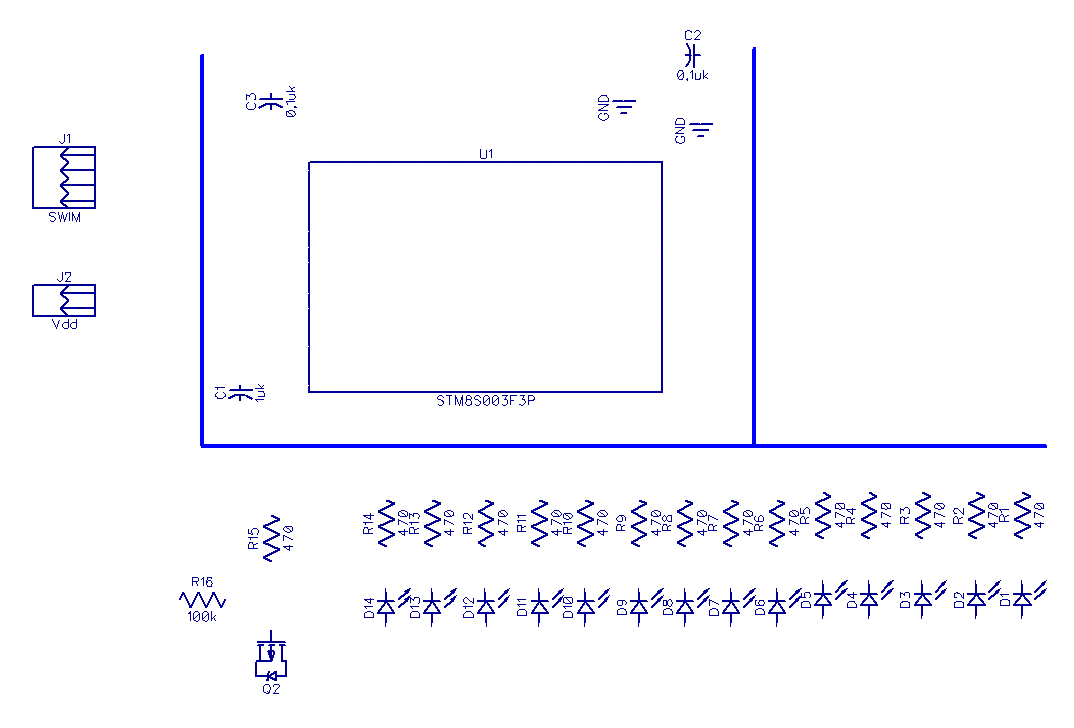 C2
0,1uk
C3
0,1uk
GND
GND
J1
SWIM
U1
J2
Vdd
C1
1uk
STM8S003F3P
R15
470
R14
470
R13
470
R12
470
R11
470
R10
470
R9
470
R8
470
R7
470
R6
470
R5
470
R4
470
R3
470
R2
470
R1
470
R16
100k
D14
D13
D12
D11
D10
D9
D8
D7
D6
D5
D4
D3
D2
D1
Q2